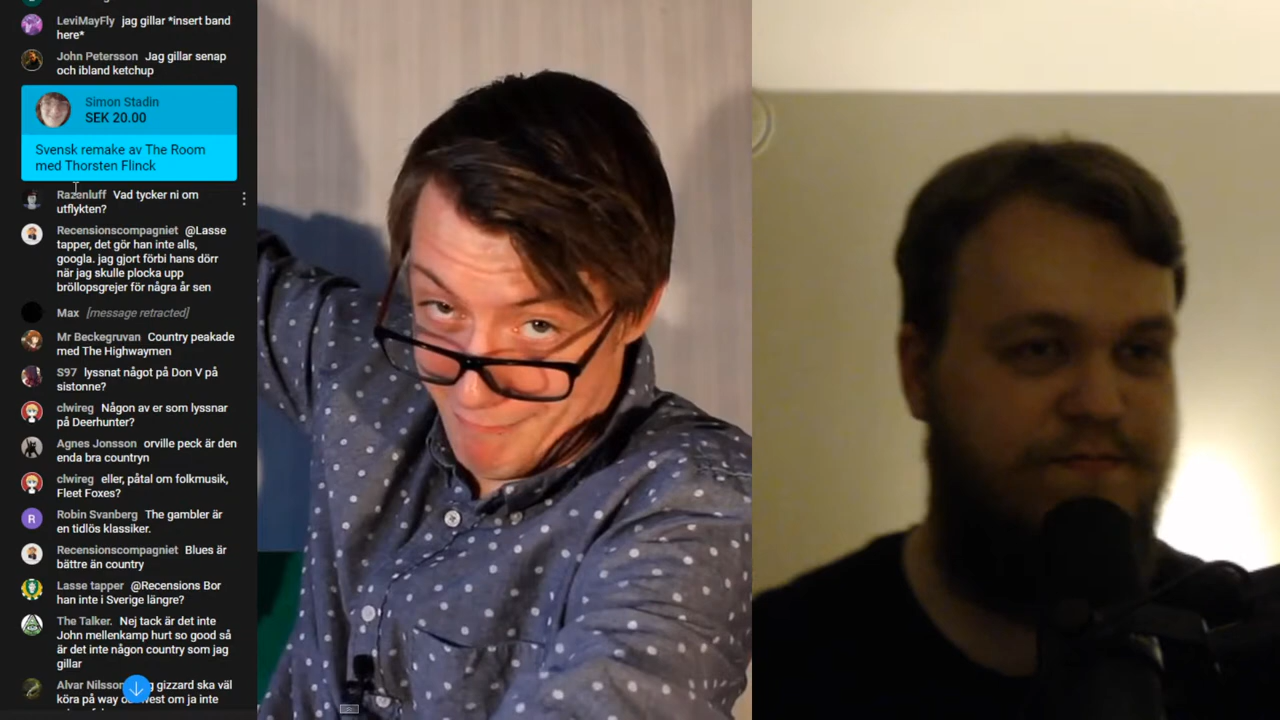 LeviMayFly jag gillar *insert band
here*
John Petersson Jag gillar senap
och ibland ketchup
Simon Stadin
SEK 20.00
Svensk remake av The Room
med Thorsten Flinck
Razenluff Vad tycker ni om
utflykten?
Recensionscompagniet @Lasse
tapper, det gör han inte alls,
googla. jag gjort förbi hans dörr
när jag skulle plocka upp
bröllopsgrejer för några år sen
Max [message retracted]
Mr Beckegruvan Country peakade
med The Highwaymen
S97 lyssnat något på Don V på
sistonne?
clwireg Någon av er som lyssnar
på Deerhunter?
Agnes Jonsson orville peck är den
enda bra countryn
clwireg eller, påtal om folkmusik,
Fleet Foxes?
R
Robin Svanberg The gambler är
en tidlös klassiker.
Recensionscompagniet Blues är
bättre än country
Lasse tapper @Recensions Bor
han inte i Sverige längre?
The Talker. Nej tack är det inte
John mellenkamp hurt so good så
är det inte någon country som jag
gillar
Alvar Nilsson gizzard ska väl
köra på way west om ja inte